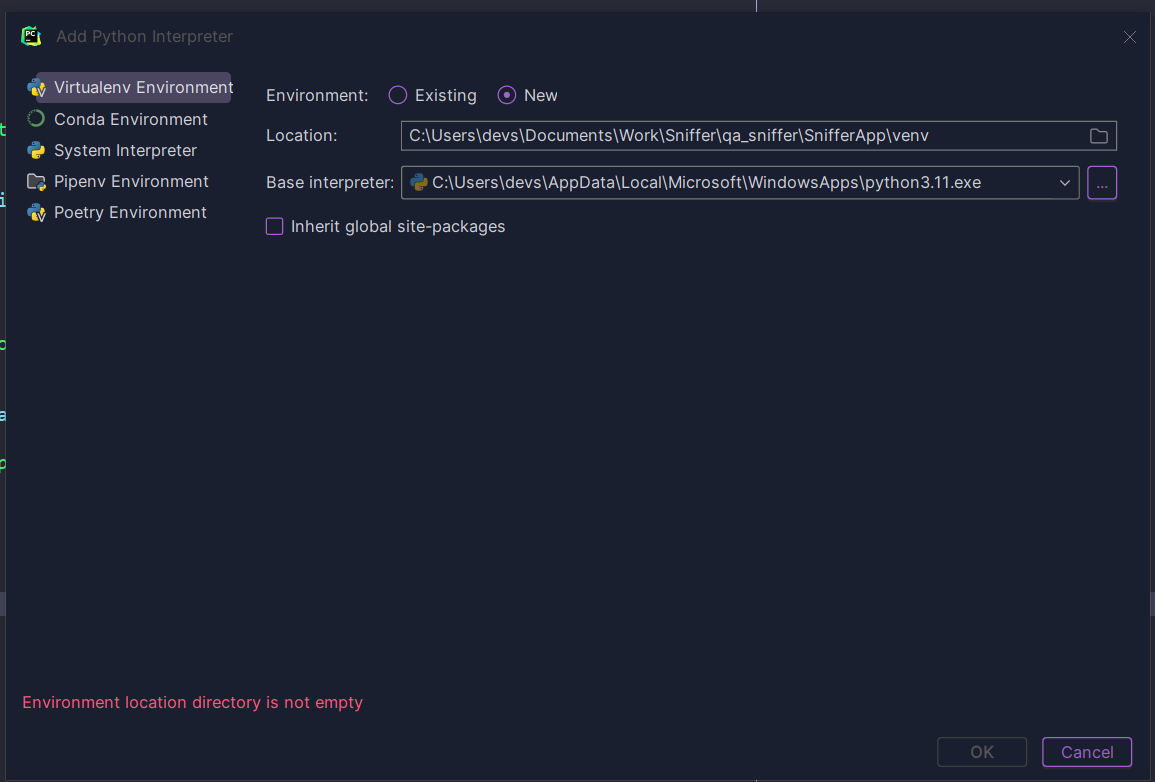 PC
Add Python Interpreter
Virtualenv Environment
Conda Environment
System Interpreter
Pipenv Environment
Poetry Environment
Environment: Existing New
Location: C:\Users\devs\Documents\Work\Sniffer\qa_sniffer\SnifferApp\venv
Base interpreter: C:\Users\devs\AppData\Local\Microsoft\WindowsApps\python3.11.exe ...
Inherit global site-packages
Environment location directory is not empty
OK Cancel